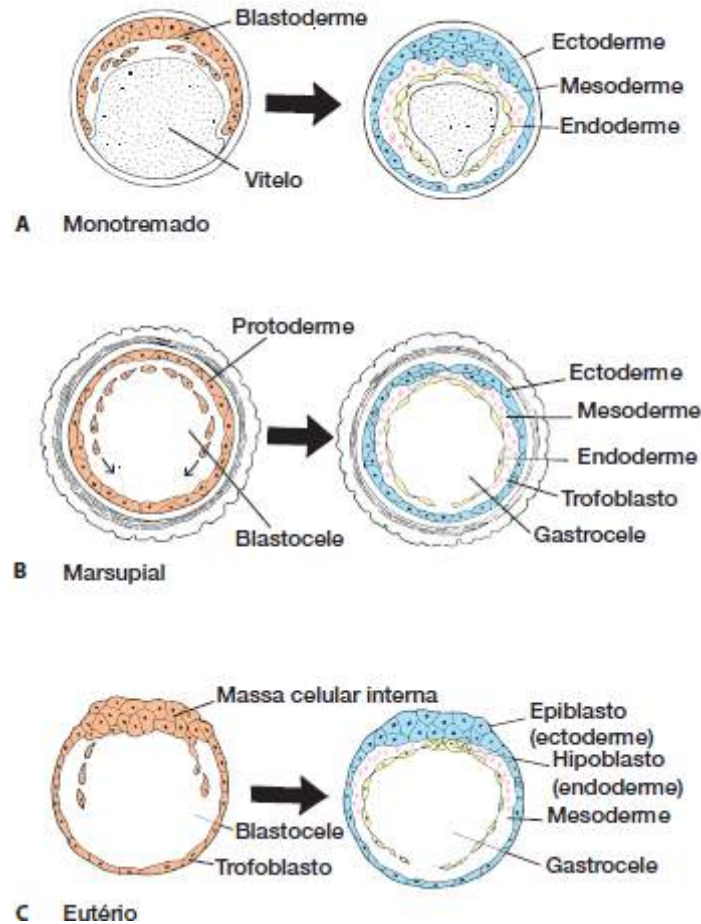 Blastoderme
Vitelo
Ectoderme
Mesoderme
Endoderme
A Monotremado
Protoderme
Blastocele
Ectoderme
Mesoderme
Endoderme
Trofoblasto
Gastrocele
B Marsupial
Massa celular interna
Blastocele
Trofoblasto
Epiblasto
(ectoderme)
Hipoblasto
(endoderme)
Mesoderme
Gastrocele
C Eutério